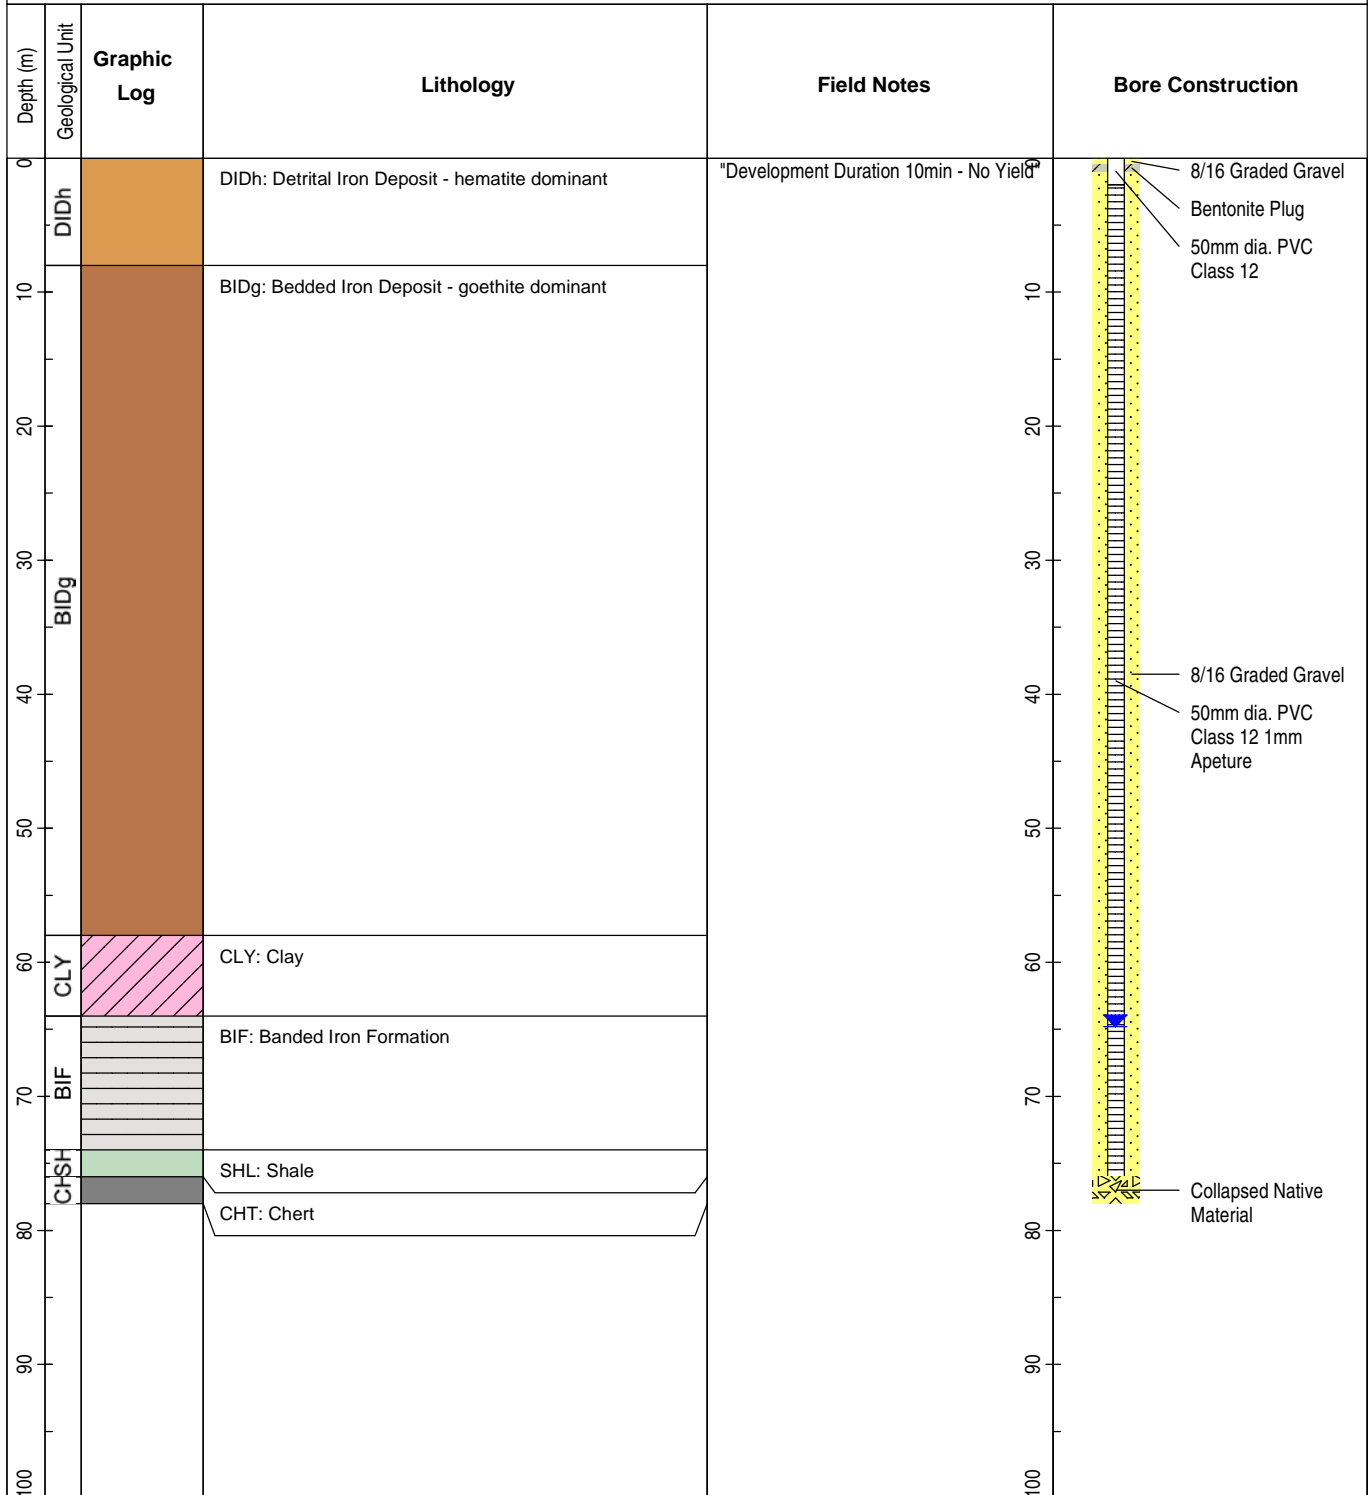 Depth (m)
Geological Unit
Graphic
Log
Lithology
Field Notes
Bore Construction
0
10
20
30
40
50
60
70
80
90
100
DIDh
BIDg
CLY
BIF
SH
CH
DIDh: Detrital Iron Deposit - hematite dominant
BIDg: Bedded Iron Deposit - goethite dominant
CLY: Clay
BIF: Banded Iron Formation
SHL: Shale
CHT: Chert
"Development Duration 10min - No Yield"
0
10
20
30
40
50
60
70
80
90
100
8/16 Graded Gravel
Bentonite Plug
50mm dia. PVC
Class 12
8/16 Graded Gravel
50mm dia. PVC
Class 12 1mm
Apeture
Collapsed Native
Material